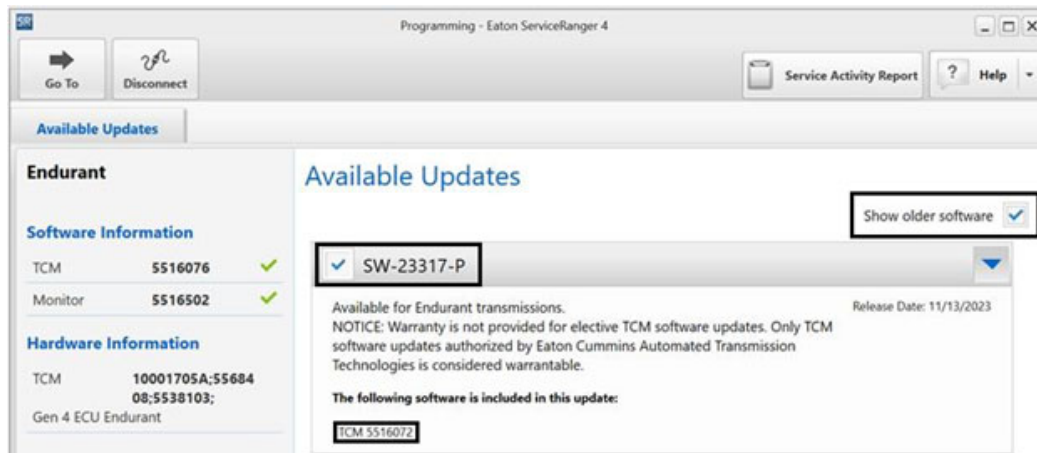 SR
Programming - Eaton ServiceRanger 4
Go To
Disconnect
Service Activity Report
? Help
Available Updates
Endurant
Software Information
TCM 5516076
Monitor 5516502
Hardware Information
TCM 10001705A;55684
08;5538103;
Gen 4 ECU Endurant
Available Updates
Show older software
SW-23317-P
Available for Endurant transmissions.
Release Date: 11/13/2023
NOTICE: Warranty is not provided for elective TCM software updates. Only TCM
software updates authorized by Eaton Cummins Automated Transmission
Technologies is considered warrantable.
The following software is included in this update:
TCM 5516072